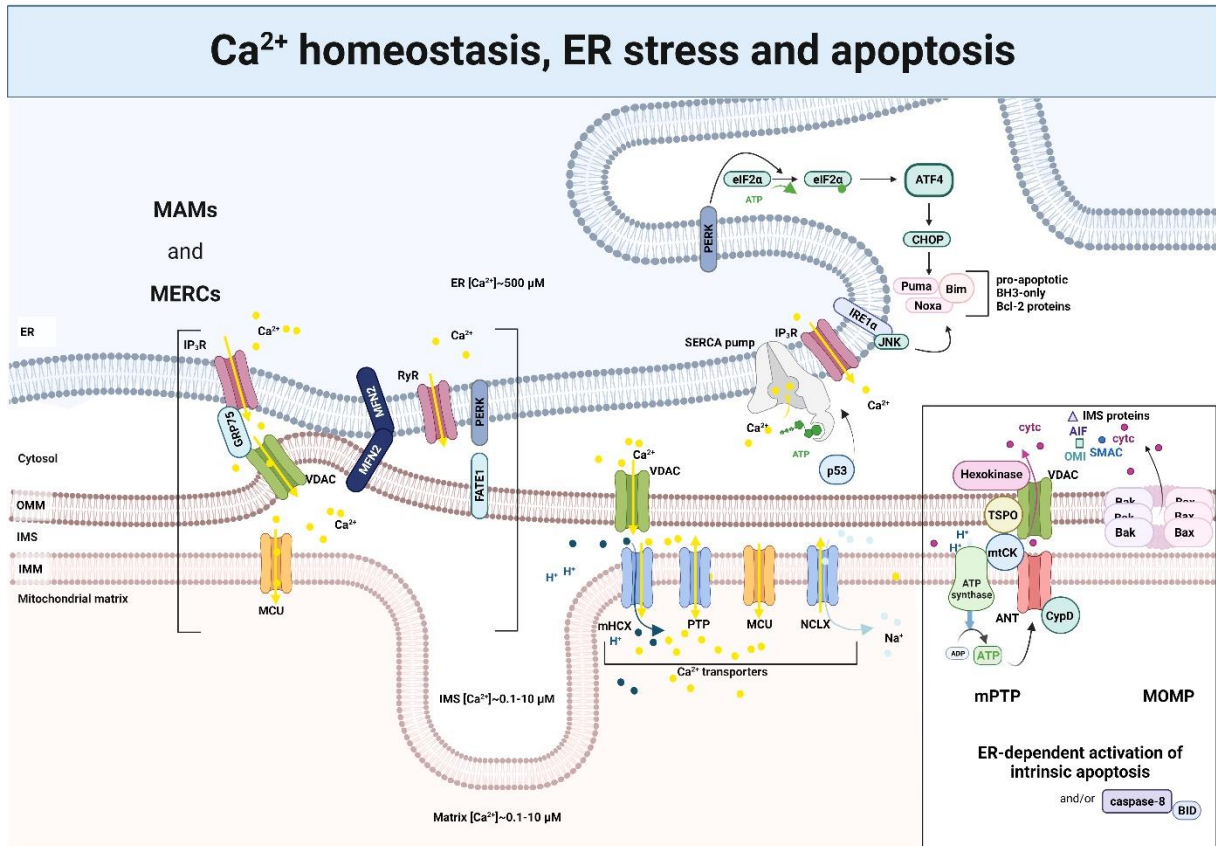 Ca²⁺ homeostasis, ER stress and apoptosis
MAMs
and
MERCs
ER [Ca²⁺]~500 μM
PERK
eIF2α
ATP
eIF2α
ATF4
CHOP
Puma
Bim
Noxa
pro-apoptotic
BH3-only
Bcl-2 proteins
IRE1α
JNK
ER
IP₃R
Ca²⁺
GRP75
VDAC
MFN2
MFN2
RyR
Ca²⁺
PERK
FATE1
SERCA pump
IP₃R
Ca²⁺
Ca²⁺
ATP
p53
Cytosol
OMM
IMS
IMM
Mitochondrial matrix
Ca²⁺
MCU
Ca²⁺
VDAC
H⁺ H⁺
mHCX
H⁺
PTP
MCU
NCLX
Na⁺
Ca²⁺ transporters
IMS [Ca²⁺]~0.1-10 μM
Matrix [Ca²⁺]~0.1-10 μM
IMS proteins
AIF
OMI
SMAC
cytc
cytc
Hexokinase
VDAC
TSPO
mtCK
H⁺
H⁺
ATP
synthase
ANT
CypD
ADP
ATP
Bak
Bax
Bak
Bax
Bak
Bax
mPTP
MOMP
ER-dependent activation of
intrinsic apoptosis
and/or
caspase-8
BID